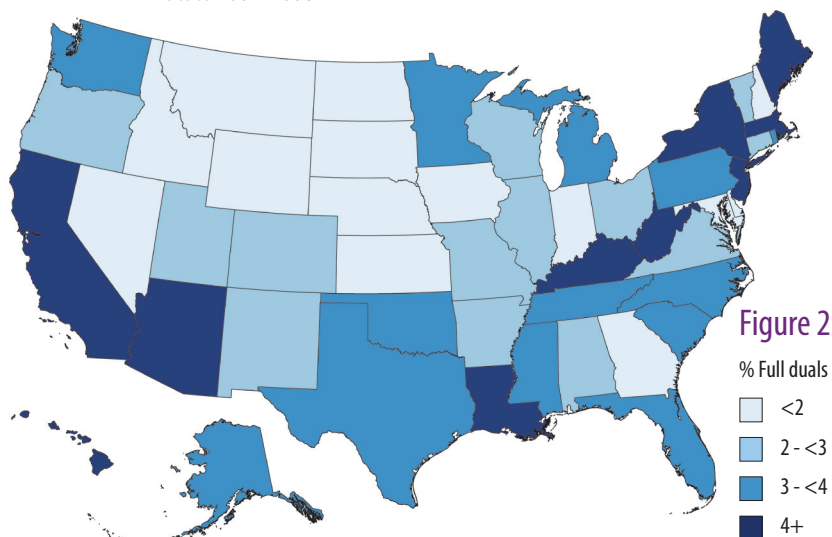 Figure 2
% Full duals
<2
2 - <3
3 - <4
4+